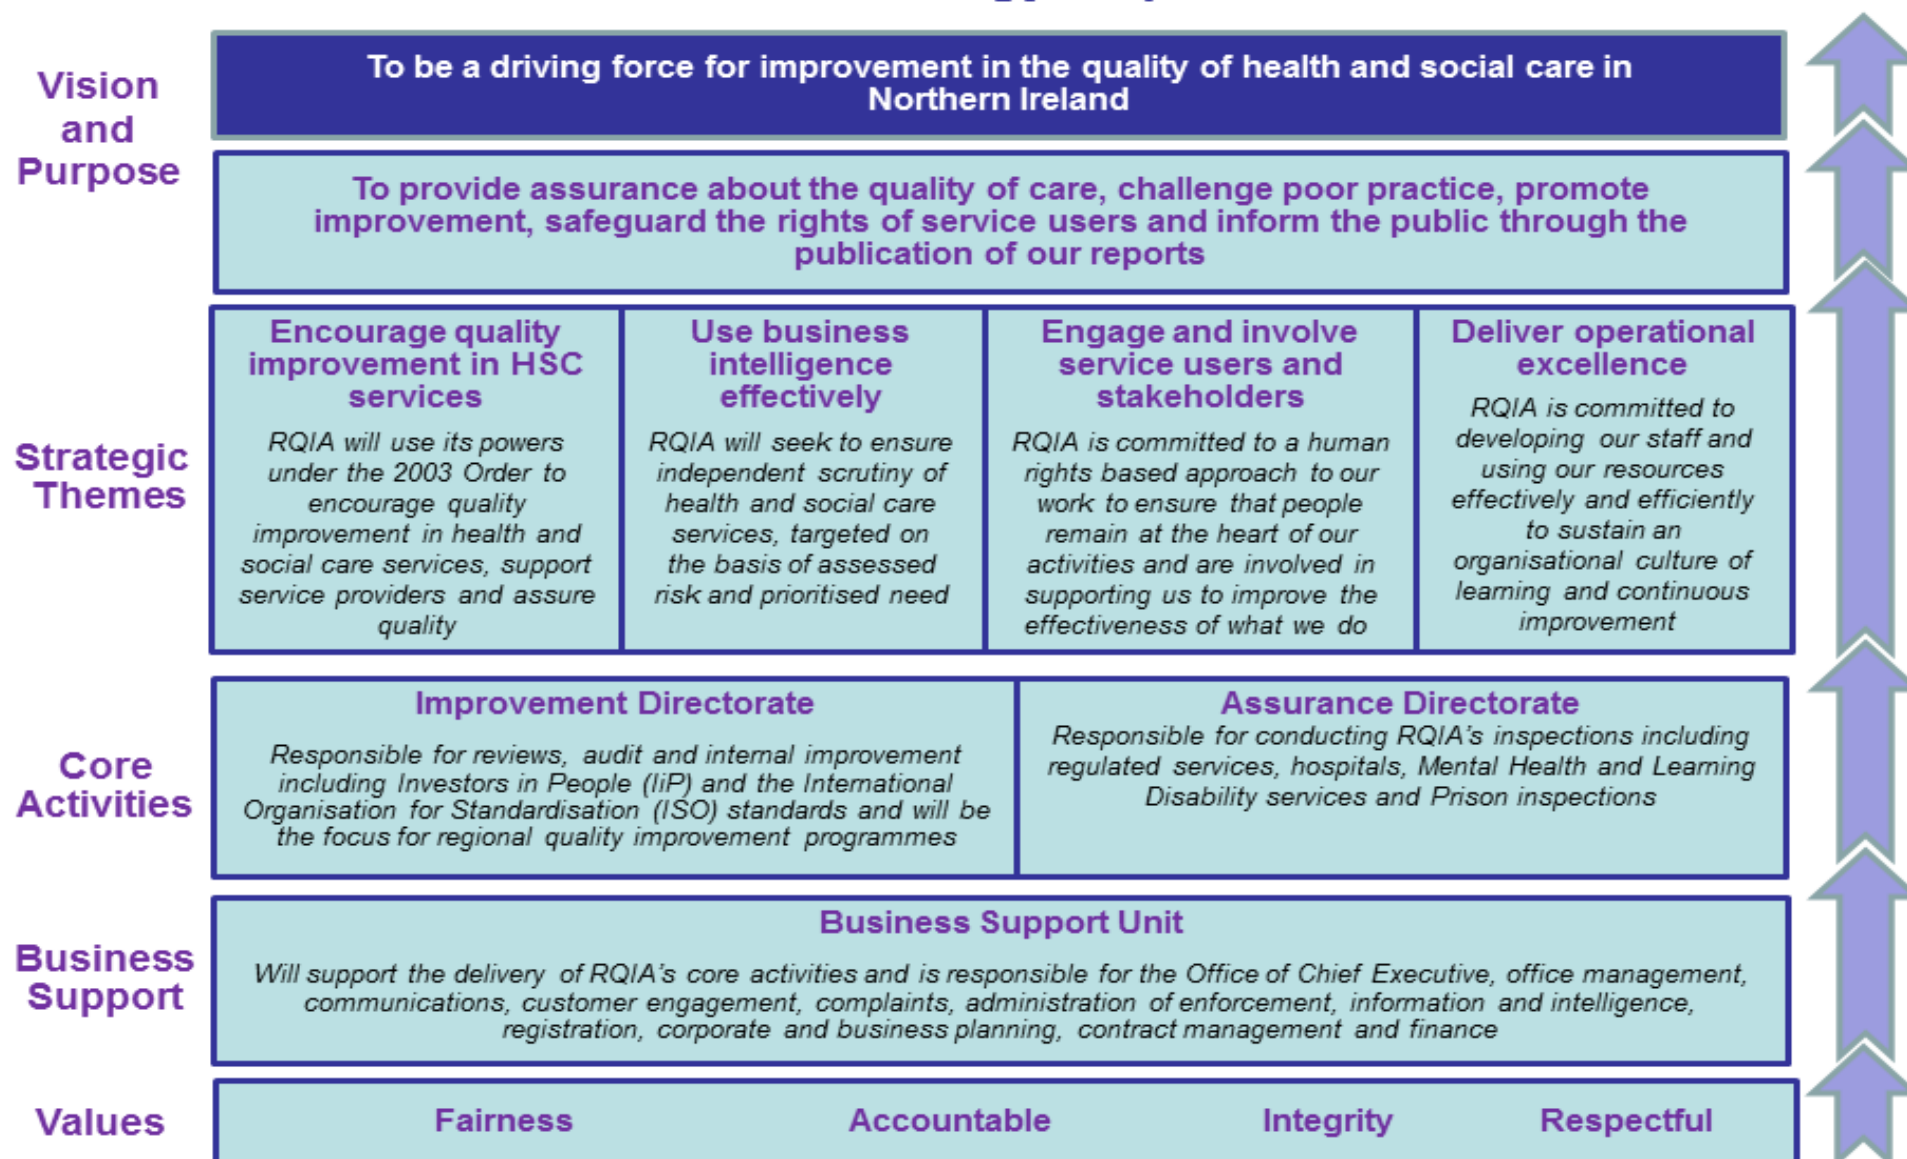 Vision
and
Purpose
To be a driving force for improvement in the quality of health and social care in
Northern Ireland
To provide assurance about the quality of care, challenge poor practice, promote
improvement, safeguard the rights of service users and inform the public through the
publication of our reports
Strategic
Themes
Encourage quality
improvement in HSC
services
RQIA will use its powers
under the 2003 Order to
encourage quality
improvement in health and
social care services, support
service providers and assure
quality
Use business
intelligence
effectively
RQIA will seek to ensure
independent scrutiny of
health and social care
services, targeted on
the basis of assessed
risk and prioritised need
Engage and involve
service users and
stakeholders
RQIA is committed to a human
rights based approach to our
work to ensure that people
remain at the heart of our
activities and are involved in
supporting us to improve the
effectiveness of what we do
Deliver operational
excellence
RQIA is committed to
developing our staff and
using our resources
effectively and efficiently
to sustain an
organisational culture of
learning and continuous
improvement
Core
Activities
Improvement Directorate
Responsible for reviews, audit and internal improvement
including Investors in People (IiP) and the International
Organisation for Standardisation (ISO) standards and will be
the focus for regional quality improvement programmes
Assurance Directorate
Responsible for conducting RQIA's inspections including
regulated services, hospitals, Mental Health and Learning
Disability services and Prison inspections
Business
Support
Business Support Unit
Will support the delivery of RQIA's core activities and is responsible for the Office of Chief Executive, office management,
communications, customer engagement, complaints, administration of enforcement, information and intelligence,
registration, corporate and business planning, contract management and finance
Values
Fairness
Accountable
Integrity
Respectful